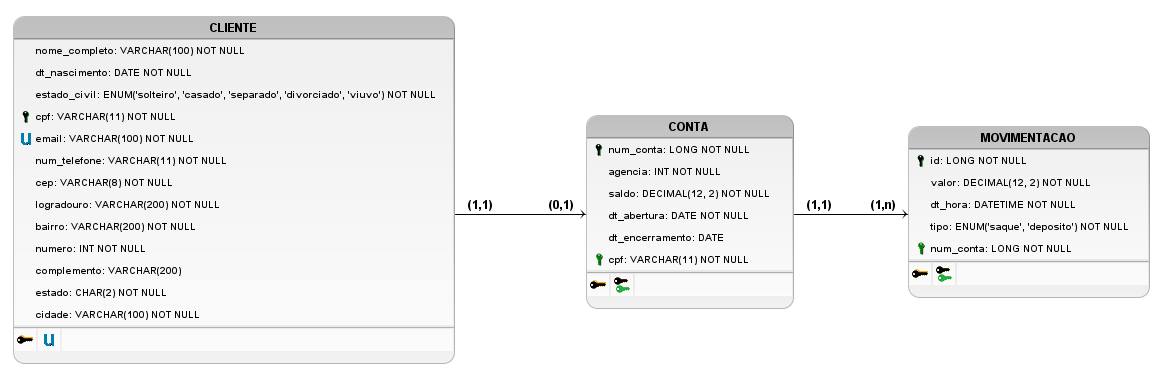 CLIENTE
nome_completo: VARCHAR(100) NOT NULL
dt_nascimento: DATE NOT NULL
estado_civil: ENUM('solteiro', 'casado', 'separado', 'divorciado', 'viuvo') NOT NULL
cpf: VARCHAR(11) NOT NULL
u email: VARCHAR(100) NOT NULL
num_telefone: VARCHAR(11) NOT NULL
cep: VARCHAR(8) NOT NULL
logradouro: VARCHAR(200) NOT NULL
bairro: VARCHAR(200) NOT NULL
numero: INT NOT NULL
complemento: VARCHAR(200)
estado: CHAR(2) NOT NULL
cidade: VARCHAR(100) NOT NULL
u
(1,1) (0,1)
CONTA
num_conta: LONG NOT NULL
agencia: INT NOT NULL
saldo: DECIMAL(12, 2) NOT NULL
dt_abertura: DATE NOT NULL
dt_encerramento: DATE
cpf: VARCHAR(11) NOT NULL
(1,1) (1,n)
MOVIMENTACAO
id: LONG NOT NULL
valor: DECIMAL(12, 2) NOT NULL
dt_hora: DATETIME NOT NULL
tipo: ENUM('saque', 'deposito') NOT NULL
num_conta: LONG NOT NULL